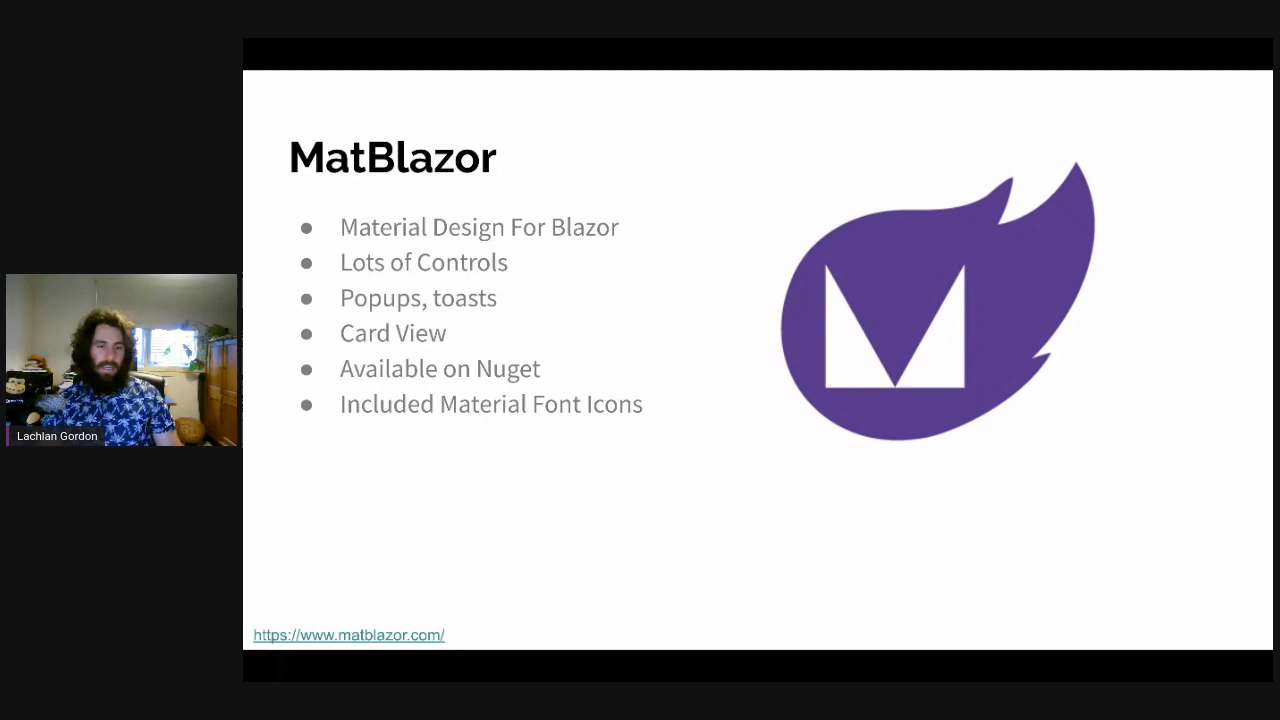 MatBlazor
● Material Design For Blazor
● Lots of Controls
● Popups, toasts
● Card View
● Available on Nuget
● Included Material Font Icons
M
Lachlan Gordon
https://www.matblazor.com/